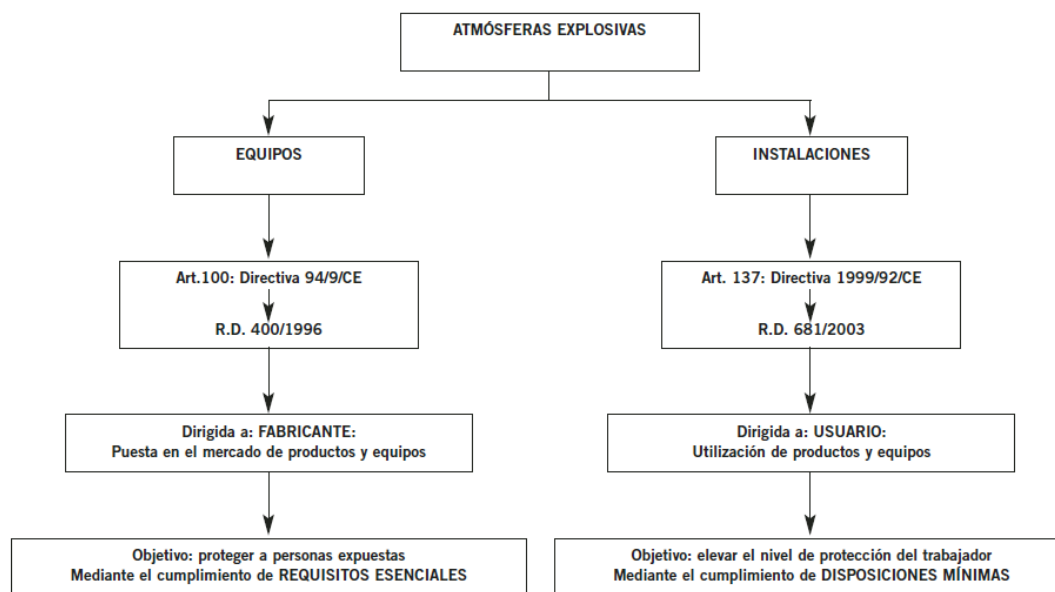 ATMÓSFERAS EXPLOSIVAS
EQUIPOS
INSTALACIONES
Art.100: Directiva 94/9/CE
R.D. 400/1996
Art. 137: Directiva 1999/92/CE
R.D. 681/2003
Dirigida a: FABRICANTE:
Puesta en el mercado de productos y equipos
Dirigida a: USUARIO:
Utilización de productos y equipos
Objetivo: proteger a personas expuestas
Mediante el cumplimiento de REQUISITOS ESENCIALES
Objetivo: elevar el nivel de protección del trabajador
Mediante el cumplimiento de DISPOSICIONES MÍNIMAS